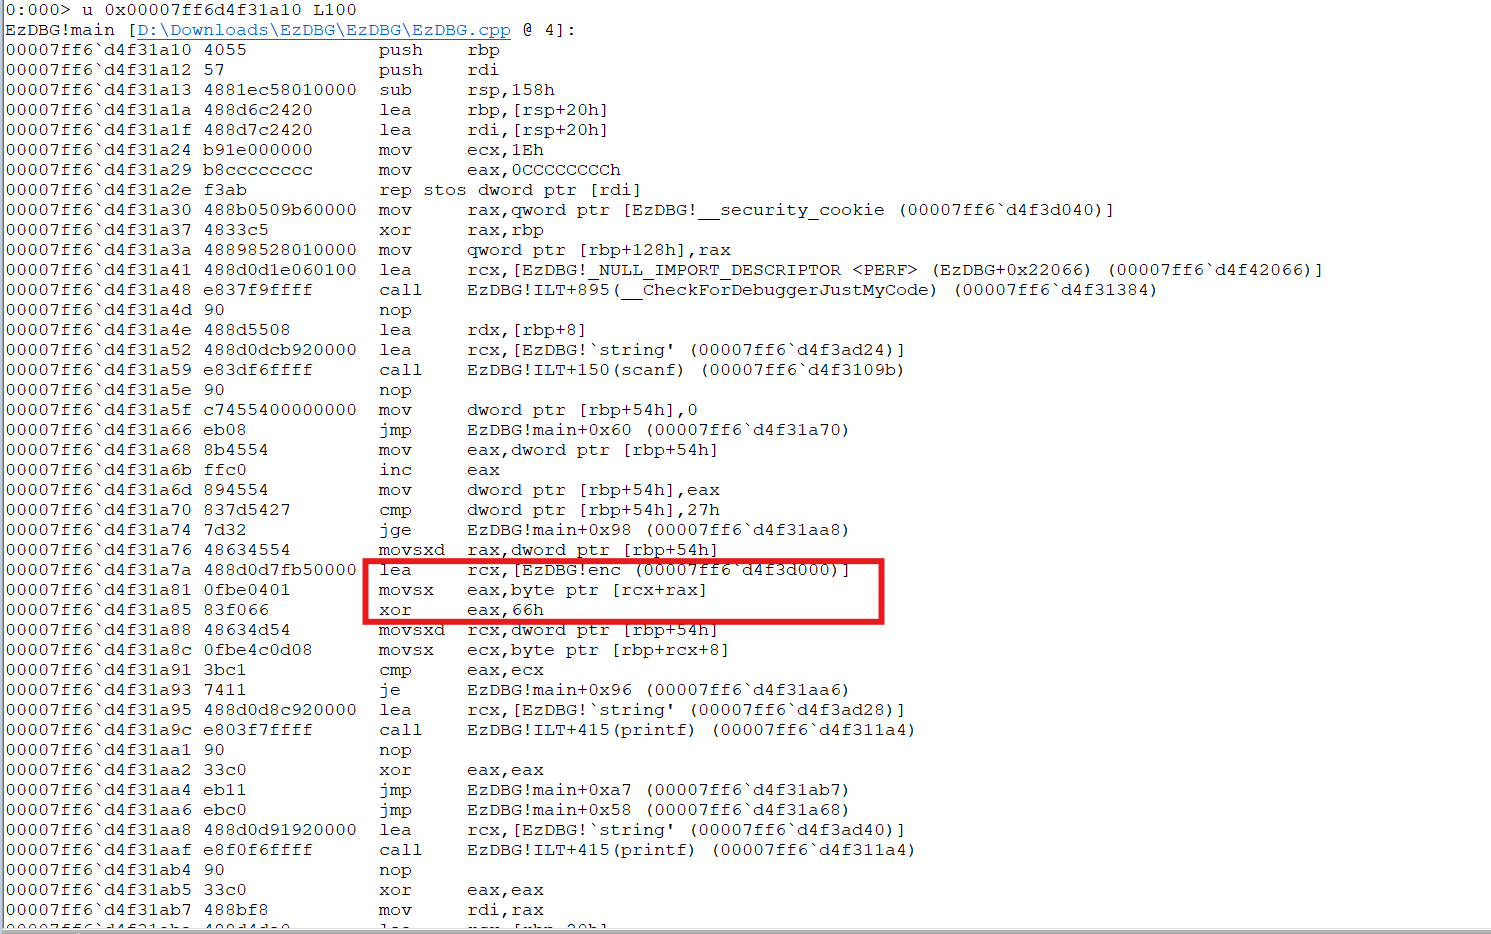 0:000> u 0x00007ff6d4f31a10 L100
EzDBG!main [D:\Downloads\EzDBG\EzDBG\EzDBG.cpp @ 4]:
00007ff6`d4f31a10 4055            push    rbp
00007ff6`d4f31a12 57              push    rdi
00007ff6`d4f31a13 4881ec58010000  sub     rsp,158h
00007ff6`d4f31a1a 488d6c2420      lea     rbp,[rsp+20h]
00007ff6`d4f31a1f 488d7c2420      lea     rdi,[rsp+20h]
00007ff6`d4f31a24 b91e000000      mov     ecx,1Eh
00007ff6`d4f31a29 b8cccccccc      mov     eax,0CCCCCCCCh
00007ff6`d4f31a2e f3ab            rep stos dword ptr [rdi]
00007ff6`d4f31a30 488b0509b60000  mov     rax,qword ptr [EzDBG!__security_cookie (00007ff6`d4f3d040)]
00007ff6`d4f31a37 4833c5          xor     rax,rbp
00007ff6`d4f31a3a 48898528010000  mov     qword ptr [rbp+128h],rax
00007ff6`d4f31a41 488d0d1e060100  lea     rcx,[EzDBG!_NULL_IMPORT_DESCRIPTOR <PERF> (EzDBG+0x22066) (00007ff6`d4f42066)]
00007ff6`d4f31a48 e837f9ffff      call    EzDBG!ILT+895(__CheckForDebuggerJustMyCode) (00007ff6`d4f31384)
00007ff6`d4f31a4d 90              nop
00007ff6`d4f31a4e 488d5508        lea     rdx,[rbp+8]
00007ff6`d4f31a52 488d0dcb920000  lea     rcx,[EzDBG!`string' (00007ff6`d4f3ad24)]
00007ff6`d4f31a59 e83df6ffff      call    EzDBG!ILT+150(scanf) (00007ff6`d4f3109b)
00007ff6`d4f31a5e 90              nop
00007ff6`d4f31a5f c7455400000000  mov     dword ptr [rbp+54h],0
00007ff6`d4f31a66 eb08            jmp     EzDBG!main+0x60 (00007ff6`d4f31a70)
00007ff6`d4f31a68 8b4554          mov     eax,dword ptr [rbp+54h]
00007ff6`d4f31a6b ffc0            inc     eax
00007ff6`d4f31a6d 894554          mov     dword ptr [rbp+54h],eax
00007ff6`d4f31a70 837d5427        cmp     dword ptr [rbp+54h],27h
00007ff6`d4f31a74 7d32            jge     EzDBG!main+0x98 (00007ff6`d4f31aa8)
00007ff6`d4f31a76 48634554        movsxd  rax,dword ptr [rbp+54h]
00007ff6`d4f31a7a 488d0d7fb50000  lea     rcx,[EzDBG!enc (00007ff6`d4f3d000)]
00007ff6`d4f31a81 0fbe0401        movsx   eax,byte ptr [rcx+rax]
00007ff6`d4f31a85 83f066          xor     eax,66h
00007ff6`d4f31a88 48634d54        movsxd  rcx,dword ptr [rbp+54h]
00007ff6`d4f31a8c 0fbe4c0d08      movsx   ecx,byte ptr [rbp+rcx+8]
00007ff6`d4f31a91 3bc1            cmp     eax,ecx
00007ff6`d4f31a93 7411            je      EzDBG!main+0x96 (00007ff6`d4f31aa6)
00007ff6`d4f31a95 488d0d8c920000  lea     rcx,[EzDBG!`string' (00007ff6`d4f3ad28)]
00007ff6`d4f31a9c e803f7ffff      call    EzDBG!ILT+415(printf) (00007ff6`d4f311a4)
00007ff6`d4f31aa1 90              nop
00007ff6`d4f31aa2 33c0            xor     eax,eax
00007ff6`d4f31aa4 eb11            jmp     EzDBG!main+0xa7 (00007ff6`d4f31ab7)
00007ff6`d4f31aa6 ebc0            jmp     EzDBG!main+0x58 (00007ff6`d4f31a68)
00007ff6`d4f31aa8 488d0d91920000  lea     rcx,[EzDBG!`string' (00007ff6`d4f3ad40)]
00007ff6`d4f31aaf e8f0f6ffff      call    EzDBG!ILT+415(printf) (00007ff6`d4f311a4)
00007ff6`d4f31ab4 90              nop
00007ff6`d4f31ab5 33c0            xor     eax,eax
00007ff6`d4f31ab7 488bf8          mov     rdi,rax